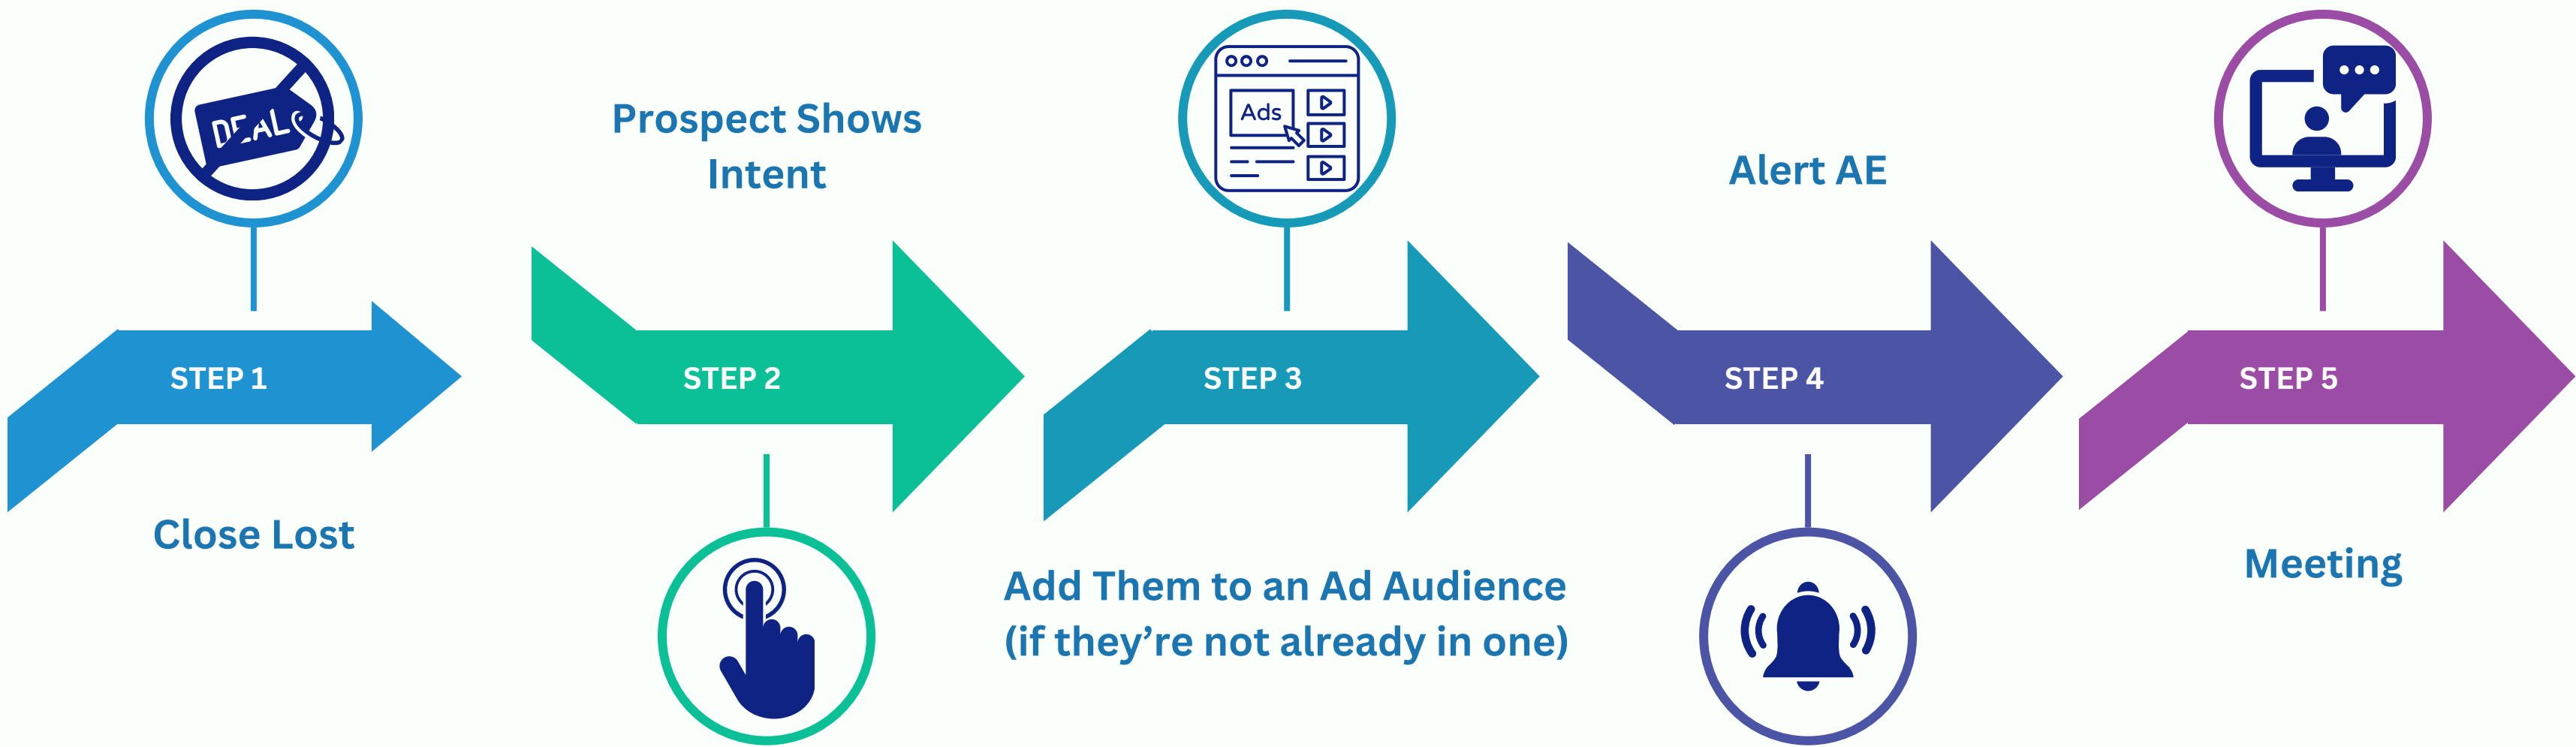 DEAL
STEP 1
Close Lost
Prospect Shows
Intent
STEP 2
Ads
STEP 3
Add Them to an Ad Audience
(if they’re not already in one)
Alert AE
STEP 4
STEP 5
Meeting